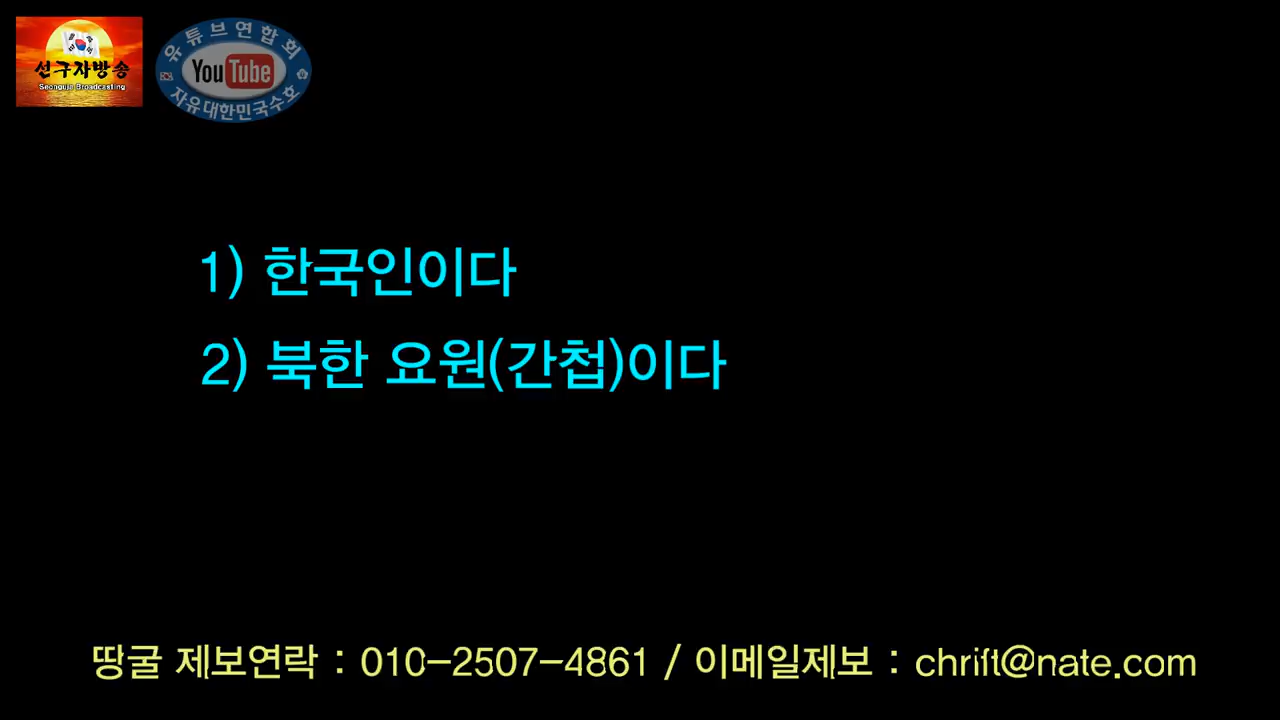 선구자방송
Seonguja Broadcasting
유튜브연합회
YouTube
자유대한민국수호
1) 한국인이다
2) 북한 요원(간첩)이다
땅굴 제보연락 : 010-2507-4861 / 이메일제보 : chrift@nate.com